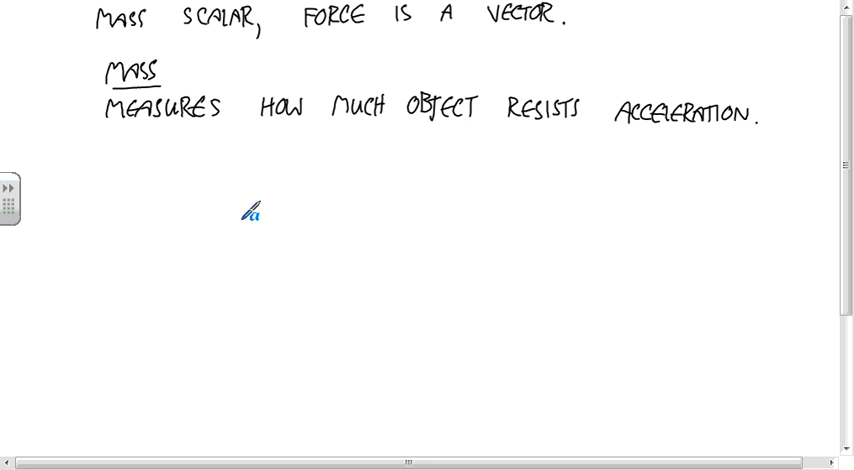 MASS SCALAR, FORCE IS A VECTOR.
MASS
MEASURES HOW MUCH OBJECT RESISTS ACCELERATION.
a